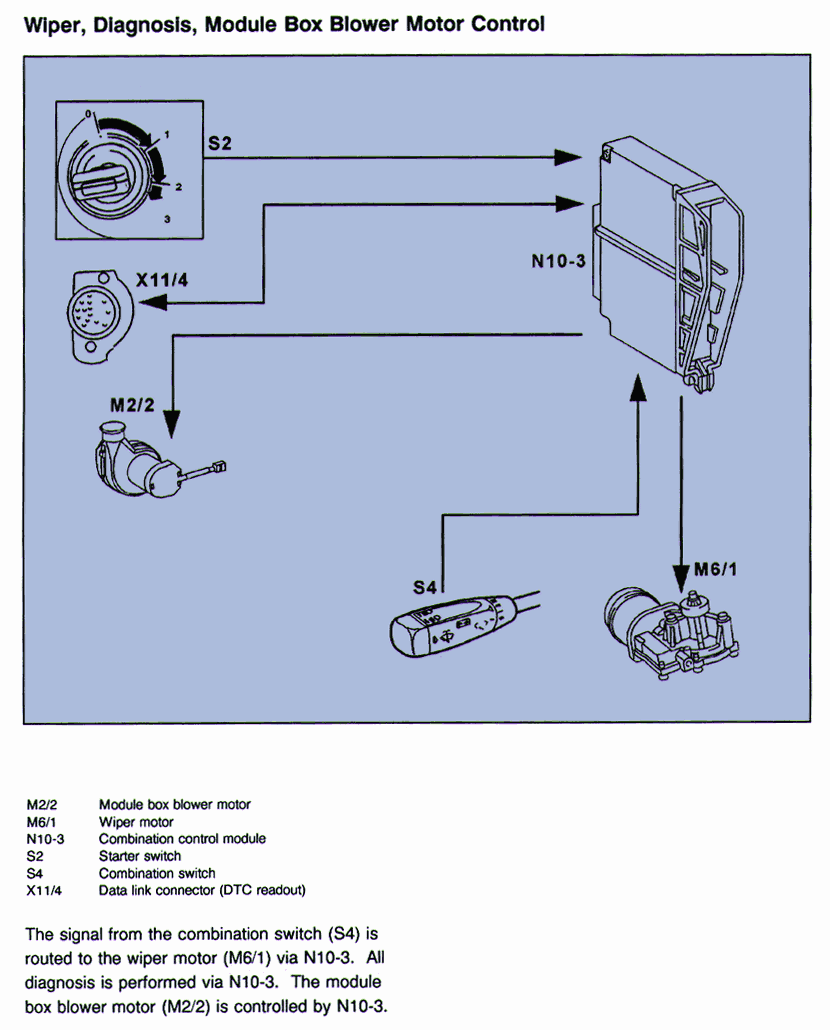 Wiper, Diagnosis, Module Box Blower Motor Control
0
1
S2
2
3
N10-3
X11/4
M2/2
M6/1
S4
M2/2 Module box blower motor
M6/1 Wiper motor
N10-3 Combination control module
S2 Starter switch
S4 Combination switch
X11/4 Data link connector (DTC readout)
The signal from the combination switch (S4) is
routed to the wiper motor (M6/1) via N10-3. All
diagnosis is performed via N10-3. The module
box blower motor (M2/2) is controlled by N10-3.